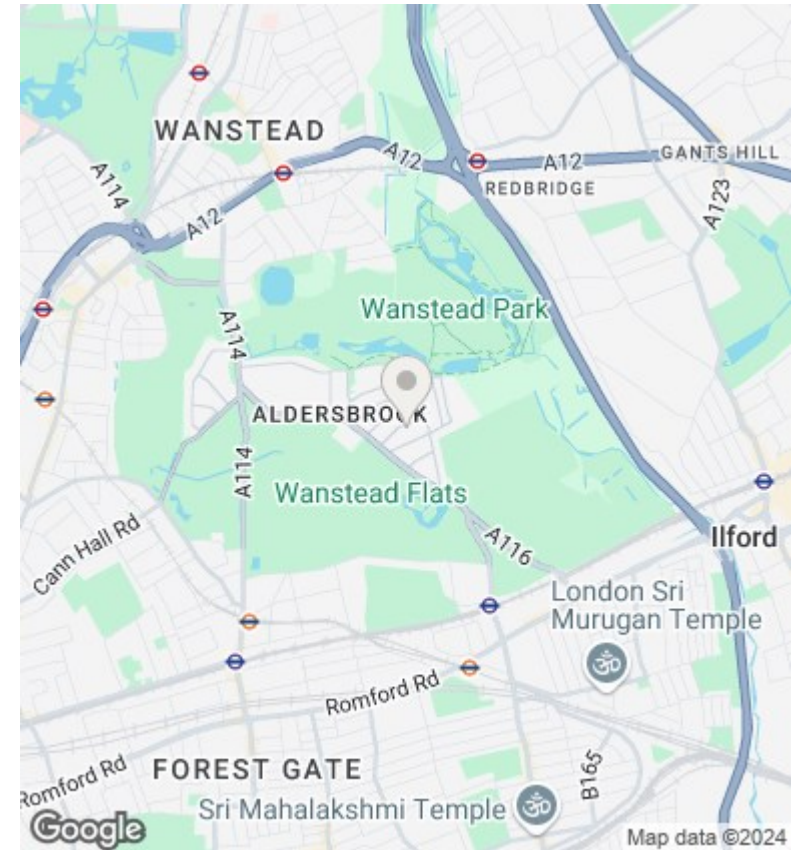 WANSTEAD
A114
A12
A12
A12
GANTS HILL
REDBRIDGE
A123
Wanstead Park
A114
ALDERSBROOK
A114
Wanstead Flats
A116
Cann Hall Rd
Ilford
London Sri
Murugan Temple
Romford Rd
FOREST GATE
Romford Rd
B165
Sri Mahalakshmi Temple
Google
Map data ©2024